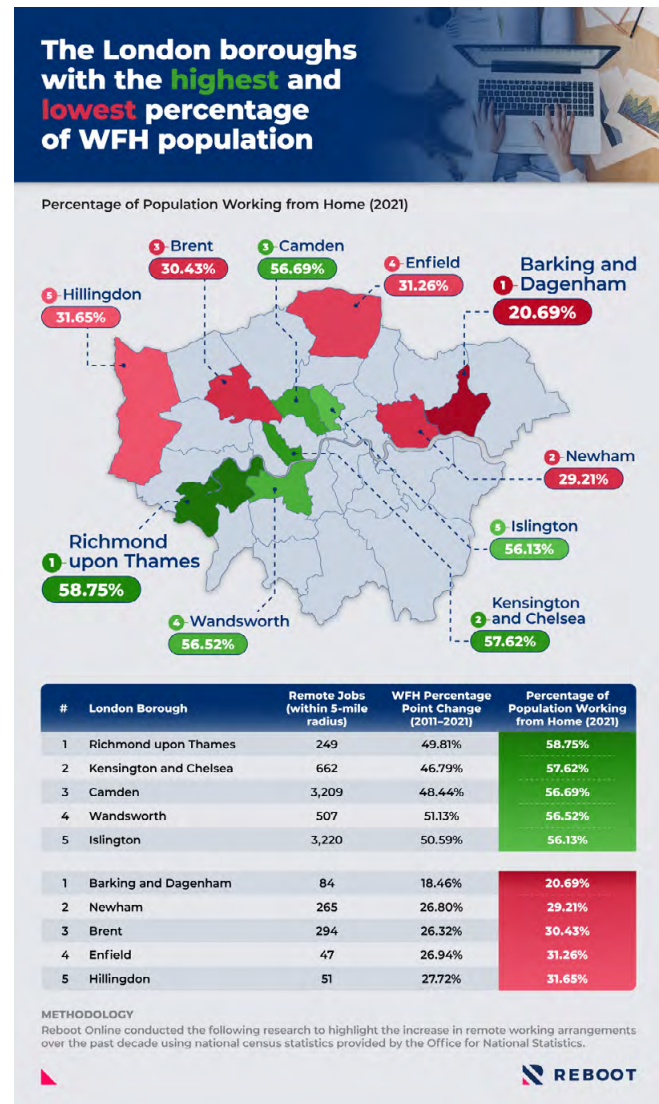 The London boroughs
with the highest and
lowest percentage
of WFH population
Percentage of Population Working from Home (2021)
3 Brent
30.43%
3 Camden
56.69%
4 Enfield
31.26%
1 Barking and
Dagenham
20.69%
5 Hillingdon
31.65%
2 Newham
29.21%
5 Islington
56.13%
1 Richmond
upon Thames
58.75%
4 Wandsworth
56.52%
2 Kensington
and Chelsea
57.62%
# London Borough Remote Jobs (within 5-mile radius) WFH Percentage Point Change (2011–2021) Percentage of Population Working from Home (2021)
1 Richmond upon Thames 249 49.81% 58.75%
2 Kensington and Chelsea 662 46.79% 57.62%
3 Camden 3,209 48.44% 56.69%
4 Wandsworth 507 51.13% 56.52%
5 Islington 3,220 50.59% 56.13%
1 Barking and Dagenham 84 18.46% 20.69%
2 Newham 265 26.80% 29.21%
3 Brent 294 26.32% 30.43%
4 Enfield 47 26.94% 31.26%
5 Hillingdon 51 27.72% 31.65%
METHODOLOGY
Reboot Online conducted the following research to highlight the increase in remote working arrangements
over the past decade using national census statistics provided by the Office for National Statistics.
REBOOT